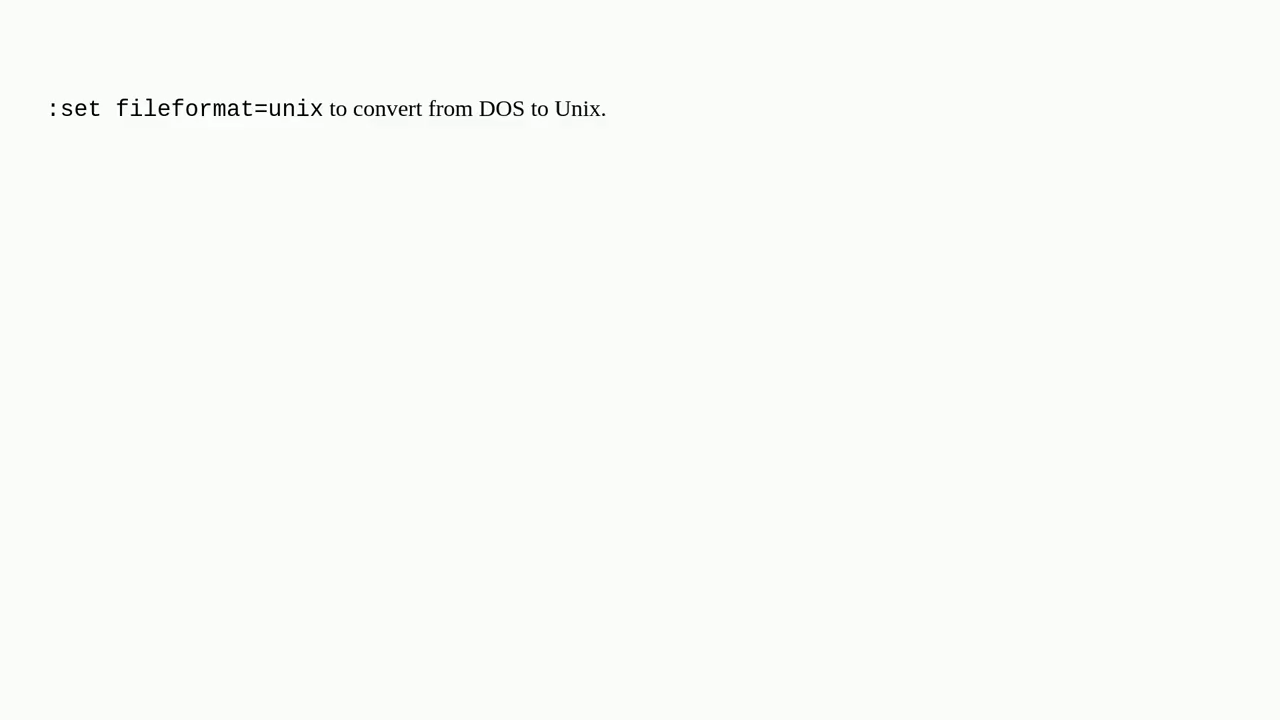 :set fileformat=unix to convert from DOS to Unix.